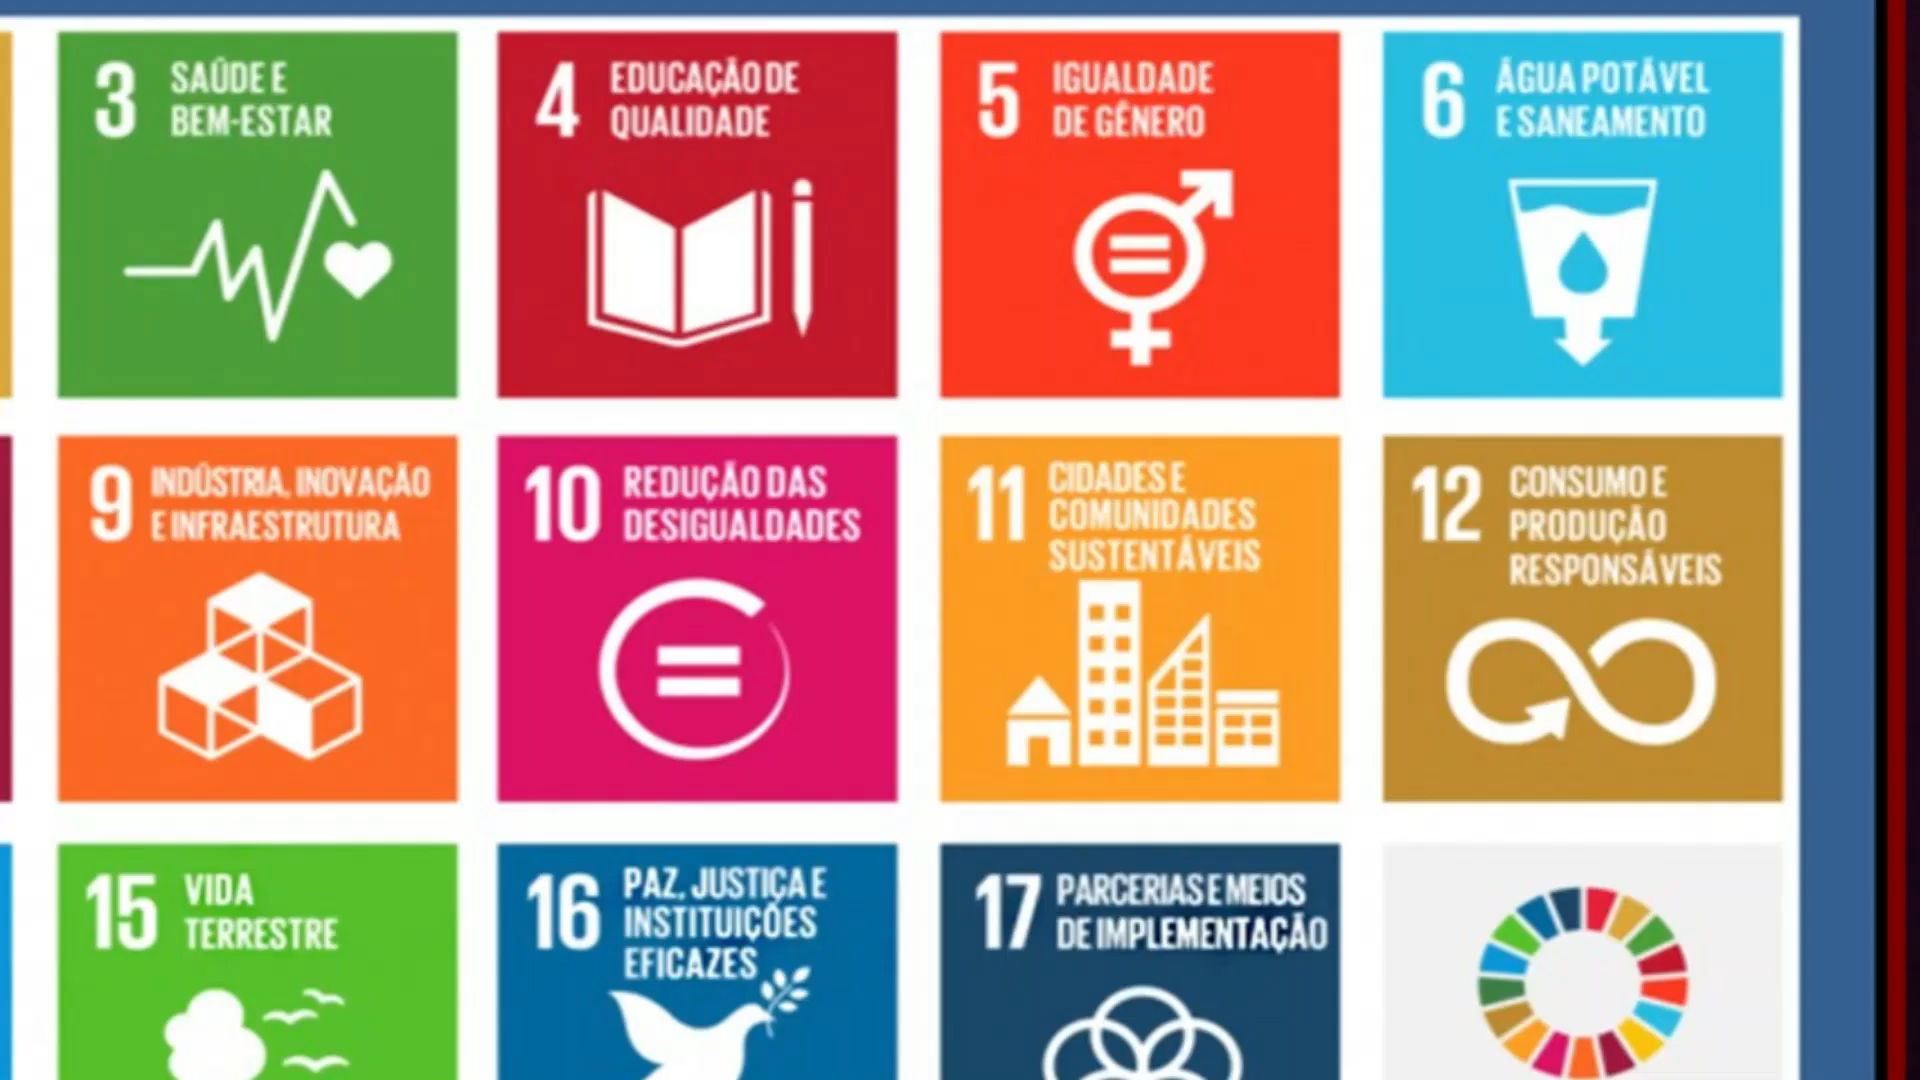 3 SAÚDE E
BEM-ESTAR
4 EDUCAÇÃO DE
QUALIDADE
5 IGUALDADE
DE GÊNERO
6 ÁGUA POTÁVEL
E SANEAMENTO
9 INDÚSTRIA, INOVAÇÃO
E INFRAESTRUTURA
10 REDUÇÃO DAS
DESIGUALDADES
11 CIDADES E
COMUNIDADES
SUSTENTÁVEIS
12 CONSUMO E
PRODUÇÃO
RESPONSÁVEIS
15 VIDA
TERRESTRE
16 PAZ, JUSTIÇA E
INSTITUIÇÕES
EFICAZES
17 PARCERIAS E MEIOS
DE IMPLEMENTAÇÃO